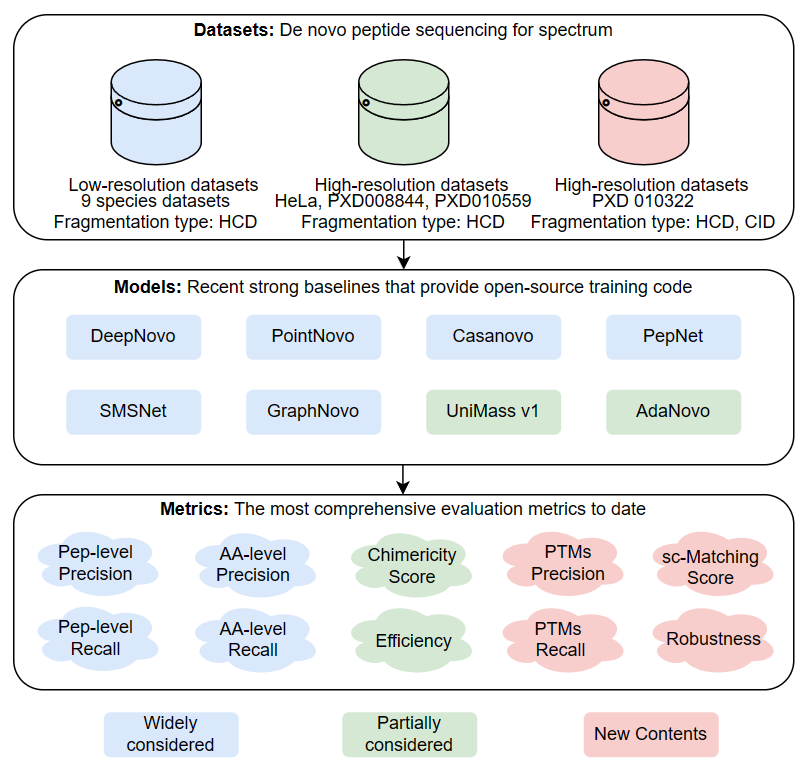 Datasets: De novo peptide sequencing for spectrum
Low-resolution datasets
9 species datasets
Fragmentation type: HCD
High-resolution datasets
HeLa, PXD008844, PXD010559
Fragmentation type: HCD
High-resolution datasets
PXD 010322
Fragmentation type: HCD, CID
Models: Recent strong baselines that provide open-source training code
DeepNovo
PointNovo
Casanovo
PepNet
SMSNet
GraphNovo
UniMass v1
AdaNovo
Metrics: The most comprehensive evaluation metrics to date
Pep-level
Precision
AA-level
Precision
Chimericity
Score
PTMs
Precision
sc-Matching
Score
Pep-level
Recall
AA-level
Recall
Efficiency
PTMs
Recall
Robustness
Widely
considered
Partially
considered
New Contents